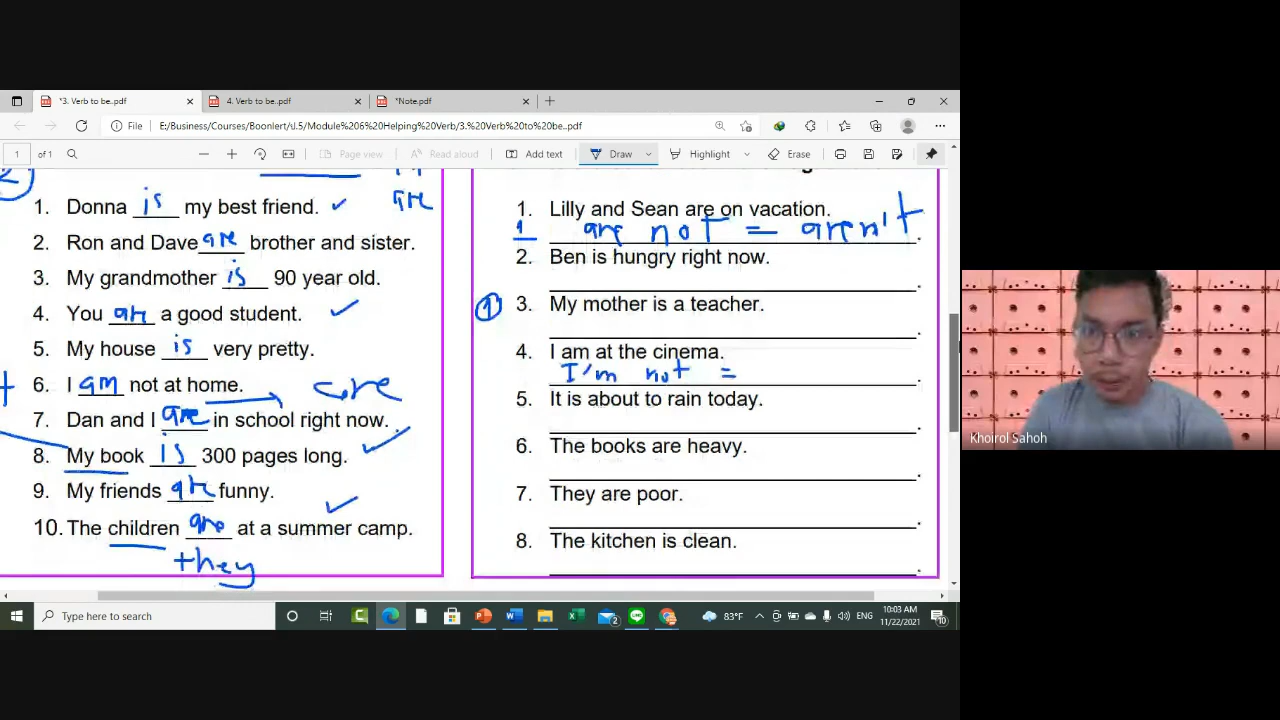 *3. Verb to be..pdf
4. Verb to be..pdf
*Note.pdf
File
E:/Business/Courses/Boonlert/ป.5/Module%206%20Helping%20Verb/3.%20Verb%20to%20be..pdf
1 of 1
Page view
Read aloud
Add text
Draw
Highlight
Erase
are
1. Donna is my best friend.
2. Ron and Dave are brother and sister.
3. My grandmother is 90 year old.
4. You are a good student.
5. My house is very pretty.
6. I am not at home.
7. Dan and I are in school right now.
8. My book is 300 pages long.
9. My friends are funny.
10. The children are at a summer camp.
they
1. Lilly and Sean are on vacation.
1 are not = aren't.
2. Ben is hungry right now.
1 3. My mother is a teacher.
4. I am at the cinema.
I'm not = .
5. It is about to rain today.
6. The books are heavy.
7. They are poor.
8. The kitchen is clean.
Khoirol Sahoh
Type here to search
2
83°F
ENG
10:03 AM
11/22/2021
10